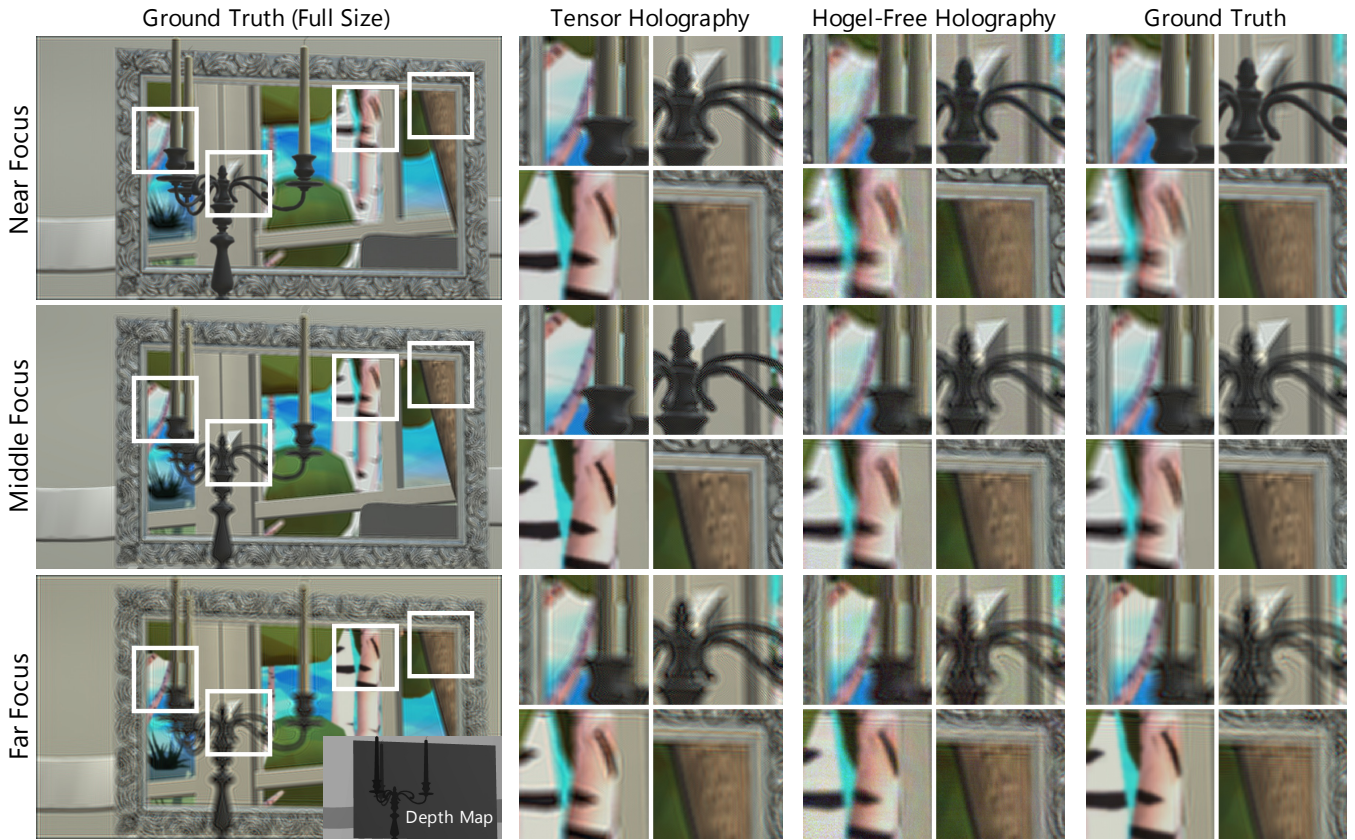 Ground Truth (Full Size)
Tensor Holography
Hogel-Free Holography
Ground Truth
Near Focus
Middle Focus
Far Focus
Depth Map